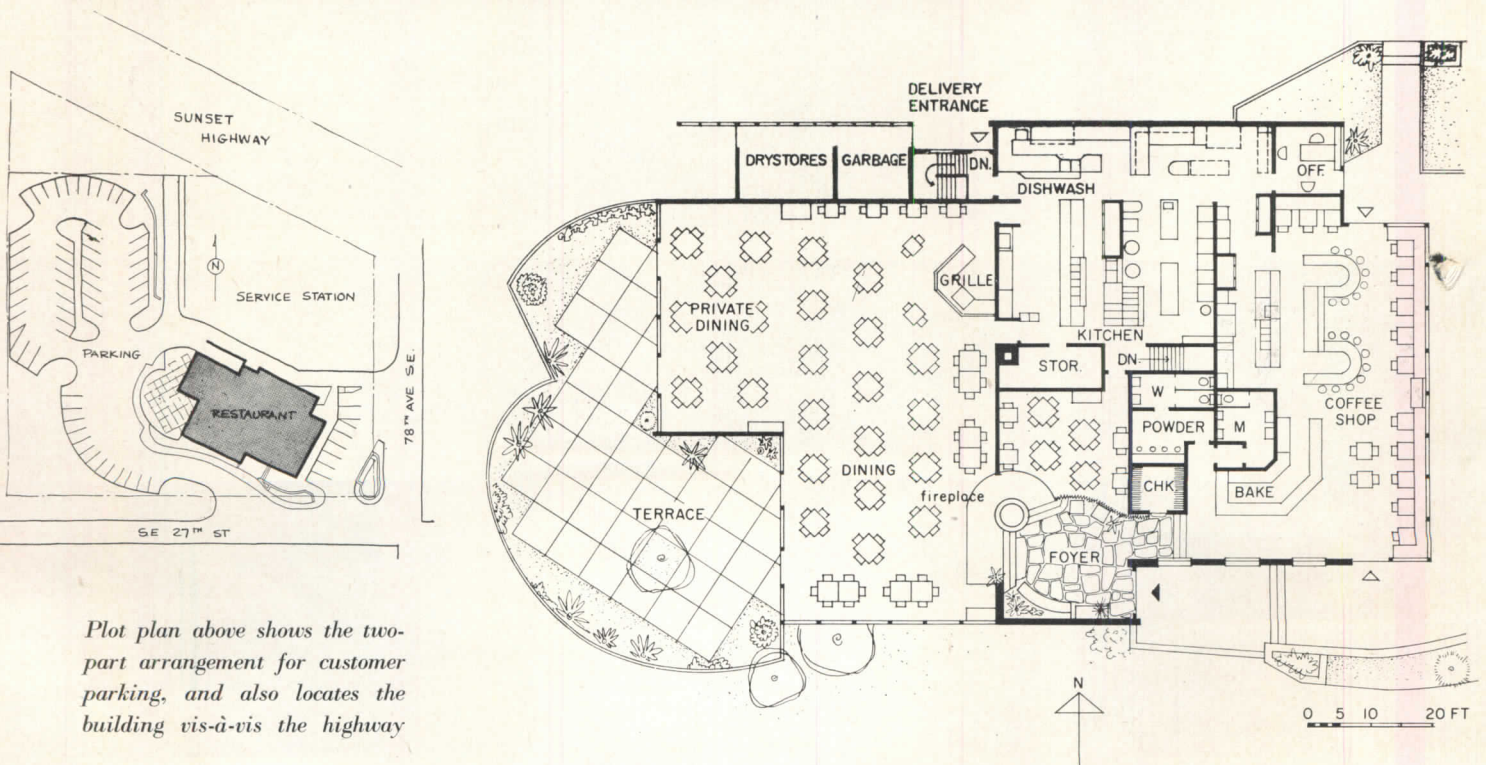 SUNSET
HIGHWAY
N
SERVICE STATION
PARKING
RESTAURANT
78TH AVE S.E.
SE 27TH ST
Plot plan above shows the two-
part arrangement for customer
parking, and also locates the
building vis-à-vis the highway
DELIVERY
ENTRANCE
DRYSTORES
GARBAGE
DN.
DISHWASH
OFF.
GRILLE
PRIVATE
DINING
KITCHEN
STOR.
DN.
W
POWDER
M
COFFEE
SHOP
CHK
BAKE
DINING
fireplace
TERRACE
FOYER
N
0 5 10 20 FT